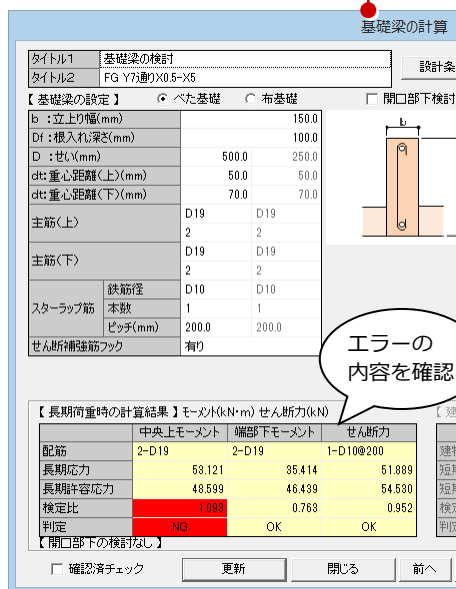 基礎梁の計算
タイトル1 基礎梁の検討
タイトル2 FG Y7通りX0.5-X5
設計条
【 基礎梁の設定 】 べた基礎 布基礎 開口部下検討
b ：立上り幅(mm) 150.0
Df：根入れ深さ(mm) 100.0
D ：せい(mm) 500.0 250.0
dt：重心距離(上)(mm) 50.0 50.0
dt：重心距離(下)(mm) 70.0 70.0
主筋(上) D19 D19
2 2
主筋(下) D19 D19
2 2
スターラップ筋 鉄筋径 D10 D10
本数 1 1
ピッチ(mm) 200.0 200.0
せん断補強筋フック 有り
b
エラーの
内容を確認
【 長期荷重時の計算結果 】モーメント(kN・m) せん断力(kN)
【 建
中央上モーメント 端部下モーメント せん断力
配筋 2-D19 2-D19 1-D10@200
建物
長期応力 53.121 35.414 51.889
短期
長期許容応力 48.599 46.439 54.530
短期
検定比 1.093 0.763 0.952
検定
判定 NG OK OK
判定
【 開口部下の検討なし 】
確認済チェック 更新 閉じる 前へ